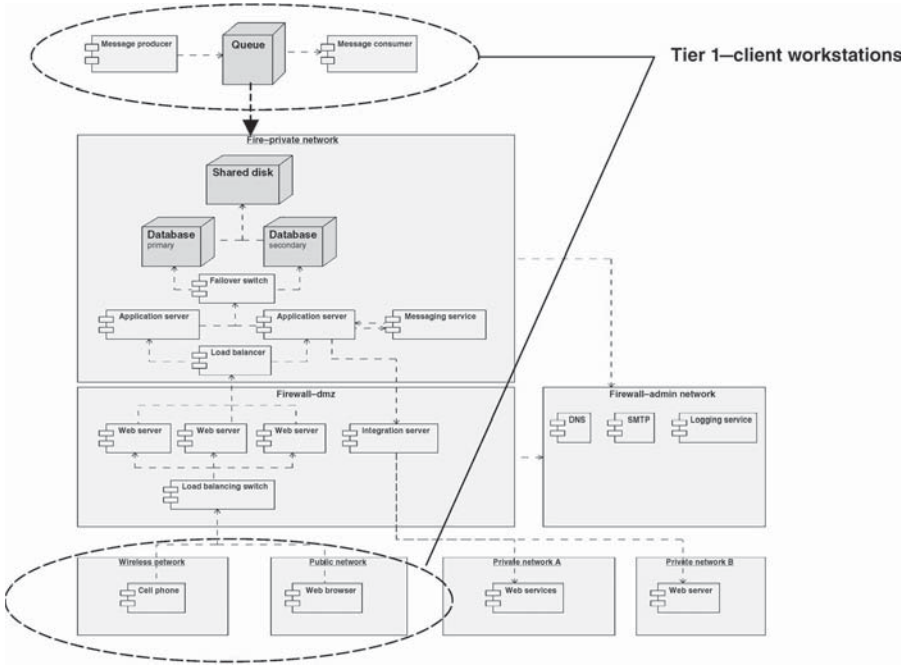 Message producer
Queue
Message consumer
Tier 1—client workstations
Fire–private network
Shared disk
Database
primary
Database
secondary
Failover switch
Application server
Application server
Messaging service
Load balancer
Firewall–dmz
Firewall–admin network
Web server
Web server
Web server
Integration server
DNS
SMTP
Logging service
Load balancing switch
Wireless network
Public network
Private network A
Private network B
Cell phone
Web browser
Web services
Web server